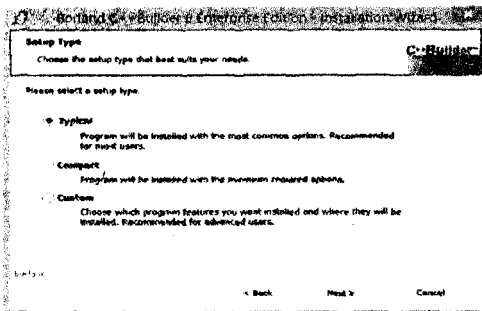 Borland C++Builder 6 Enterprise Edition - Installation Wizard
Setup Type
Choose the setup type that best suits your needs.
C++Builder
Please select a setup type.
Typical
Program will be installed with the most common options. Recommended
for most users.
Compact
Program will be installed with the minimum required options.
Custom
Choose which program features you want installed and where they will be
installed. Recommended for advanced users.
< Back Next > Cancel